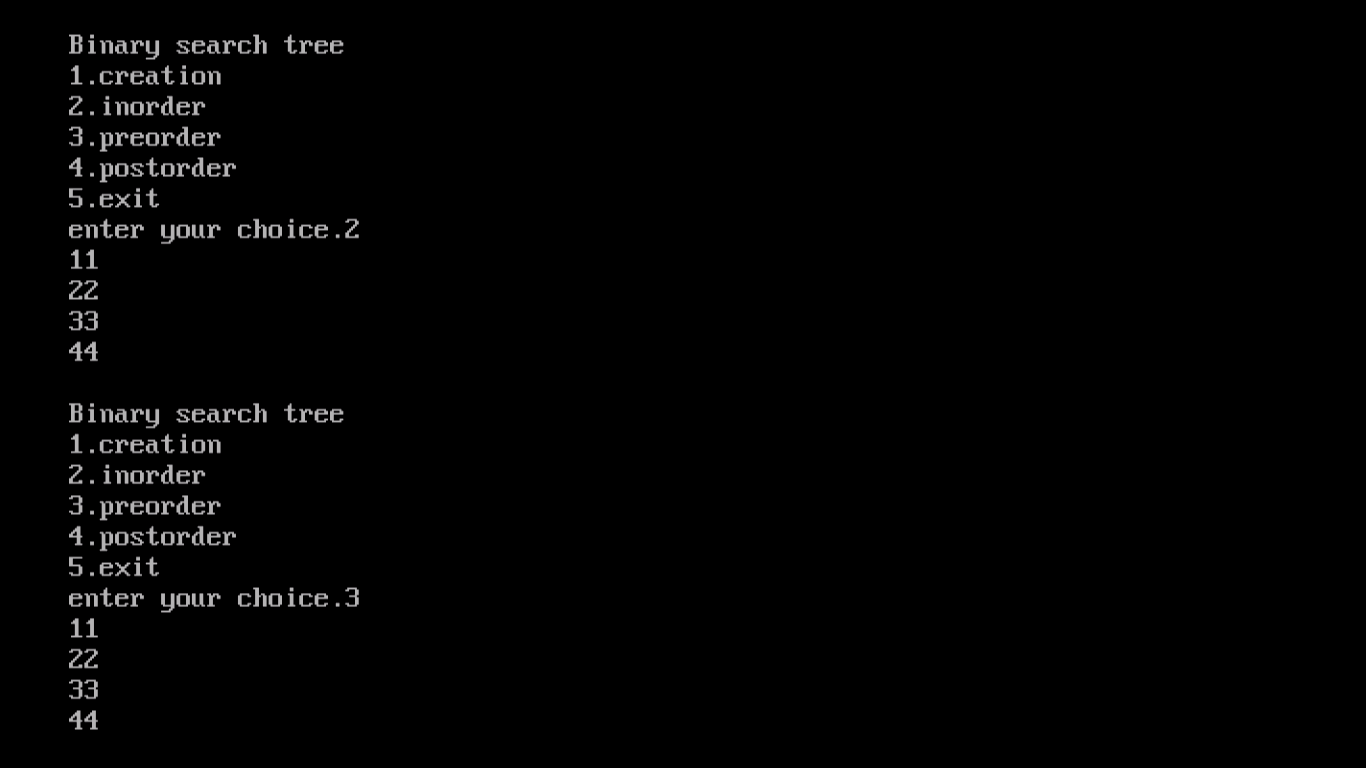 Binary search tree
1.creation
2.inorder
3.preorder
4.postorder
5.exit
enter your choice.2
11
22
33
44
Binary search tree
1.creation
2.inorder
3.preorder
4.postorder
5.exit
enter your choice.3
11
22
33
44